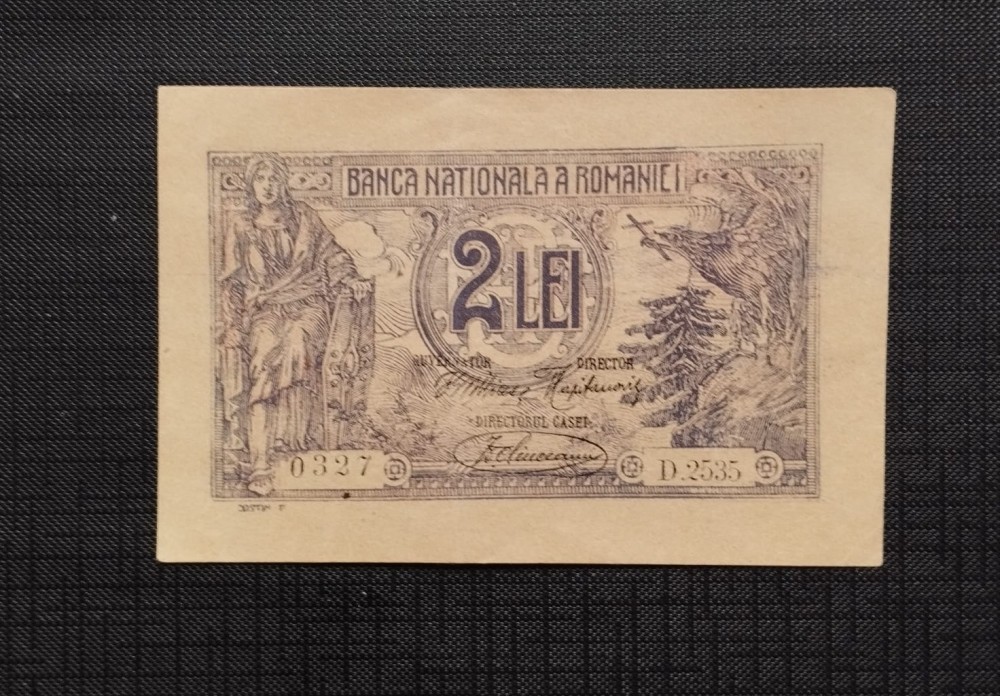 BANCA NATIONALA A ROMANIEI
2 LEI
DIRECTOR
DIRECTORUL CASEI
0327
D.2535